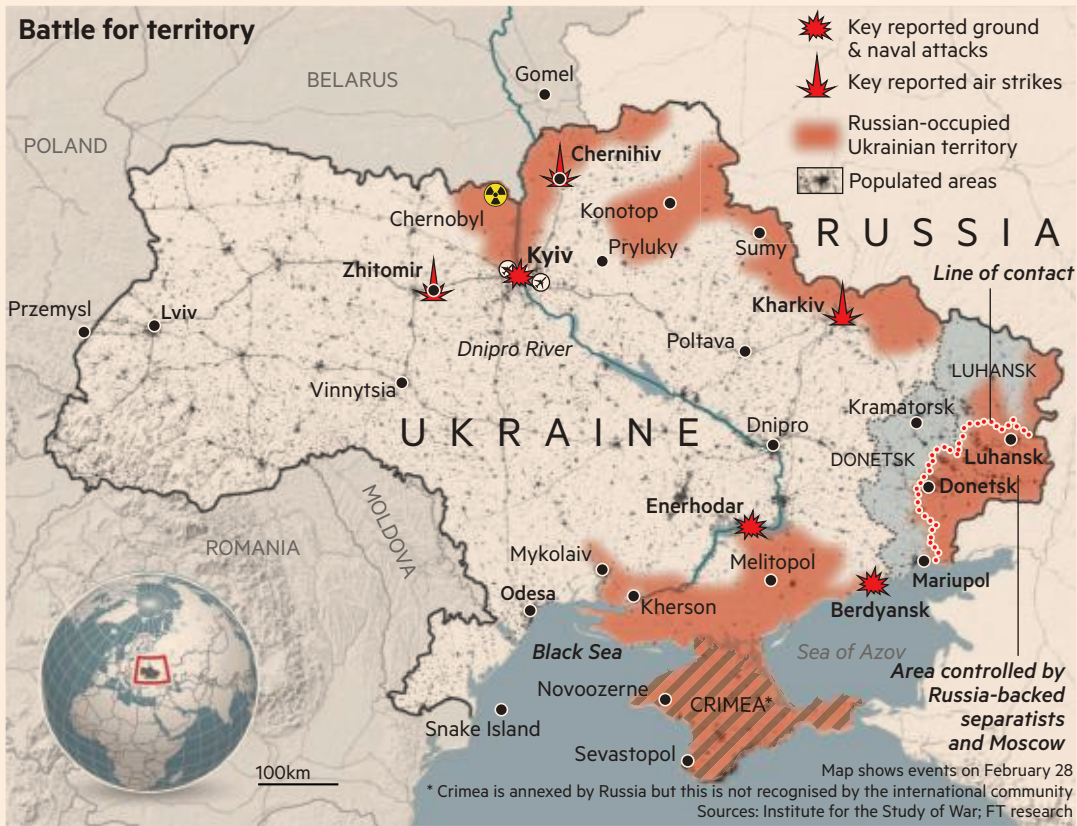 Battle for territory
Key reported ground
& naval attacks
Key reported air strikes
Russian-occupied
Ukrainian territory
Populated areas
BELARUS
Gomel
POLAND
Chernihiv
Chernobyl
Konotop
RUSSIA
Pryluky
Sumy
Kyiv
Zhitomir
Line of contact
Przemysl
Lviv
Kharkiv
Dnipro River
Poltava
LUHANSK
Vinnytsia
Kramatorsk
UKRAINE
Dnipro
DONETSK
Luhansk
Donetsk
Enerhodar
MOLDOVA
ROMANIA
Mykolaiv
Melitopol
Mariupol
Odesa
Kherson
Berdyansk
Black Sea
Sea of Azov
Area controlled by
Russia-backed
separatists
and Moscow
Novoozerne
CRIMEA*
Snake Island
Sevastopol
100km
Map shows events on February 28
* Crimea is annexed by Russia but this is not recognised by the international community
Sources: Institute for the Study of War; FT research